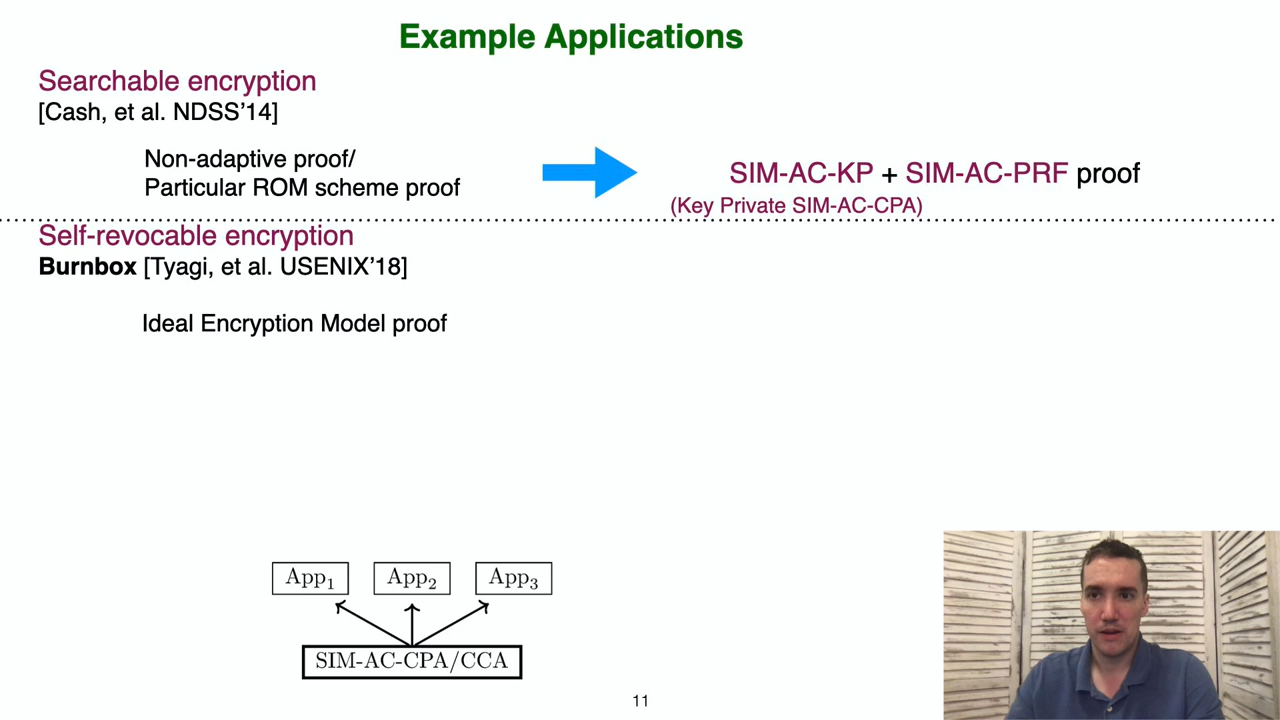 Example Applications
Searchable encryption
[Cash, et al. NDSS’14]
Non-adaptive proof/
Particular ROM scheme proof
SIM-AC-KP + SIM-AC-PRF proof
(Key Private SIM-AC-CPA)
Self-revocable encryption
Burnbox [Tyagi, et al. USENIX’18]
Ideal Encryption Model proof
App₁ App₂ App₃
SIM-AC-CPA/CCA
11